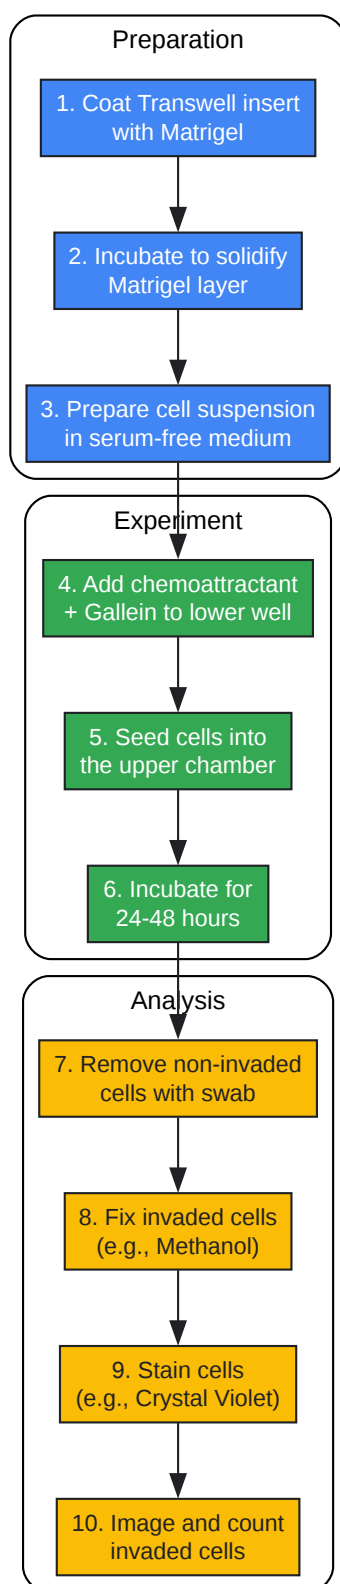 Preparation
1. Coat Transwell insert
with Matrigel
2. Incubate to solidify
Matrigel layer
3. Prepare cell suspension
in serum-free medium
Experiment
4. Add chemoattractant
+ Gallein to lower well
5. Seed cells into
the upper chamber
6. Incubate for
24-48 hours
Analysis
7. Remove non-invaded
cells with swab
8. Fix invaded cells
(e.g., Methanol)
9. Stain cells
(e.g., Crystal Violet)
10. Image and count
invaded cells